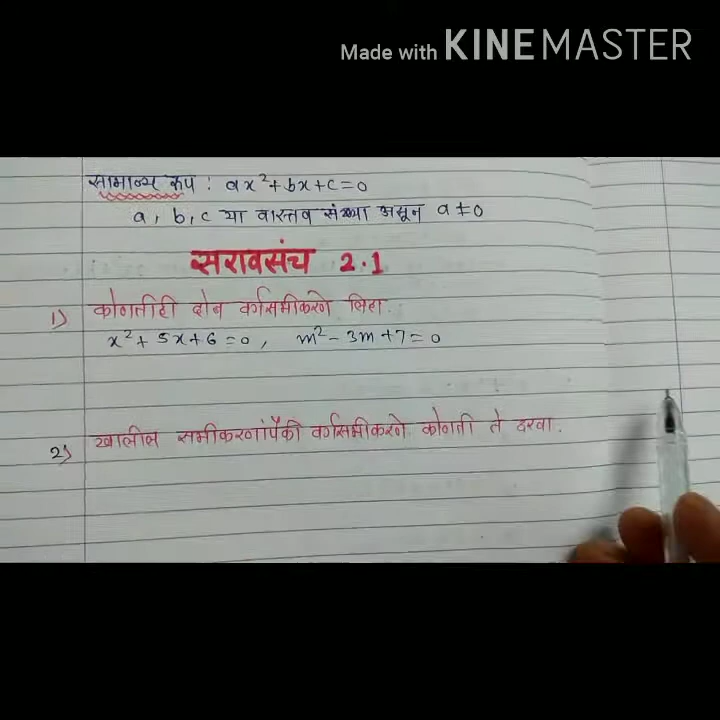 Made with KINEMASTER
सामान्य रूप : ax²+bx+c=0
a, b, c या वास्तव संख्या असून a≠0
सरावसंच 2.1
1) कोणतीही दोन वर्गसमीकरणे लिहा.
x²+5x+6=0, m²-3m+7=0
2) खालील समीकरणांपैकी वर्गसमीकरणे कोणती ते ठरवा.